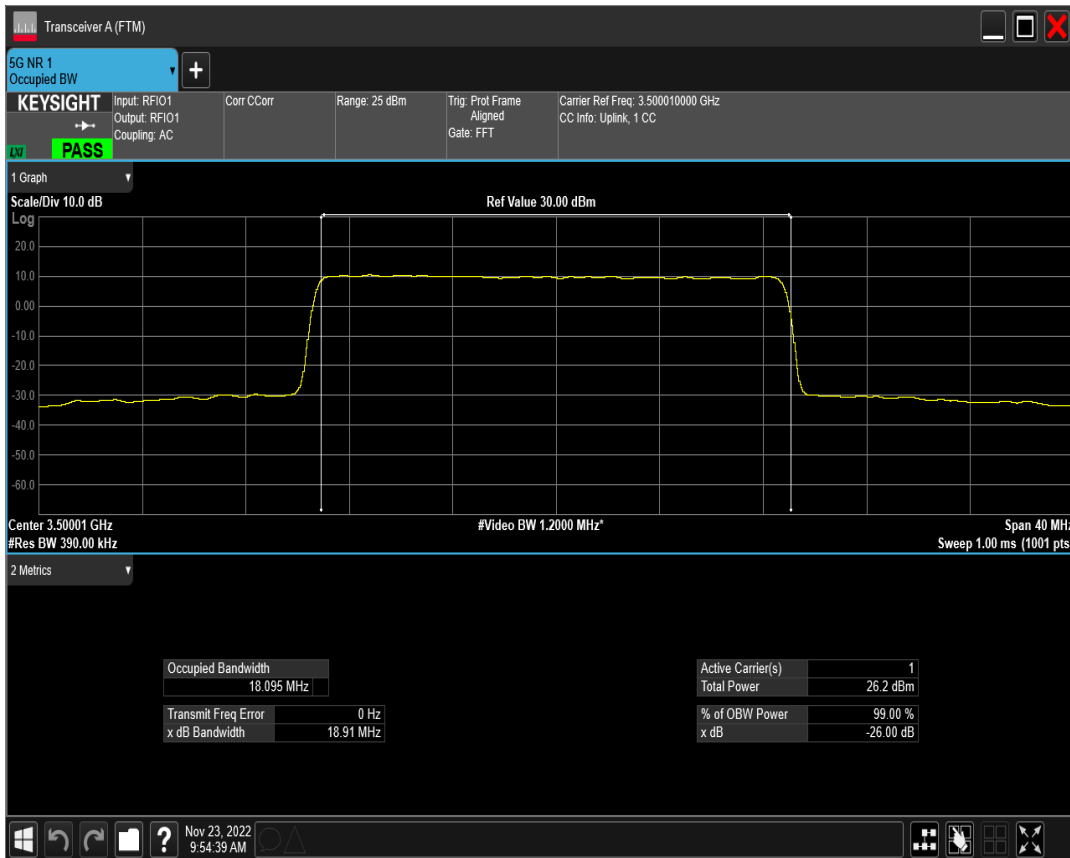 Transceiver A (FTM)
5G NR 1
Occupied BW
+
KEYSIGHT
LXI
PASS
Input: RFIO1
Output: RFIO1
Coupling: AC
Corr CCorr
Range: 25 dBm
Trig: Prot Frame
Aligned
Gate: FFT
Carrier Ref Freq: 3.500010000 GHz
CC Info: Uplink, 1 CC
1 Graph
Scale/Div 10.0 dB
Ref Value 30.00 dBm
Log
20.0
10.0
0.00
-10.0
-20.0
-30.0
-40.0
-50.0
-60.0
Center 3.50001 GHz
#Video BW 1.2000 MHz*
Span 40 MHz
#Res BW 390.00 kHz
Sweep 1.00 ms (1001 pts
2 Metrics
Occupied Bandwidth
18.095 MHz
Transmit Freq Error 0 Hz
x dB Bandwidth 18.91 MHz
Active Carrier(s) 1
Total Power 26.2 dBm
% of OBW Power 99.00 %
x dB -26.00 dB
?
Nov 23, 2022
9:54:39 AM